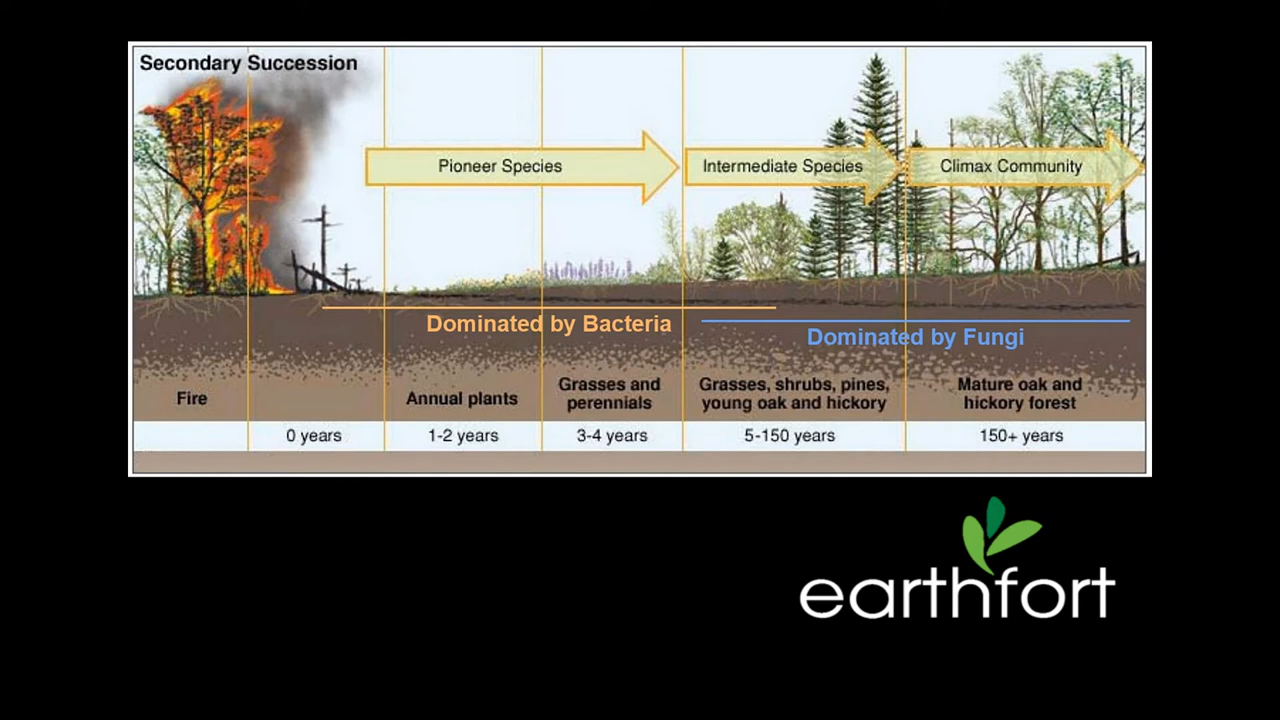 Secondary Succession
Pioneer Species
Intermediate Species
Climax Community
Dominated by Bacteria
Dominated by Fungi
Fire
Annual plants
Grasses and
perennials
Grasses, shrubs, pines,
young oak and hickory
Mature oak and
hickory forest
0 years
1-2 years
3-4 years
5-150 years
150+ years
earthfort